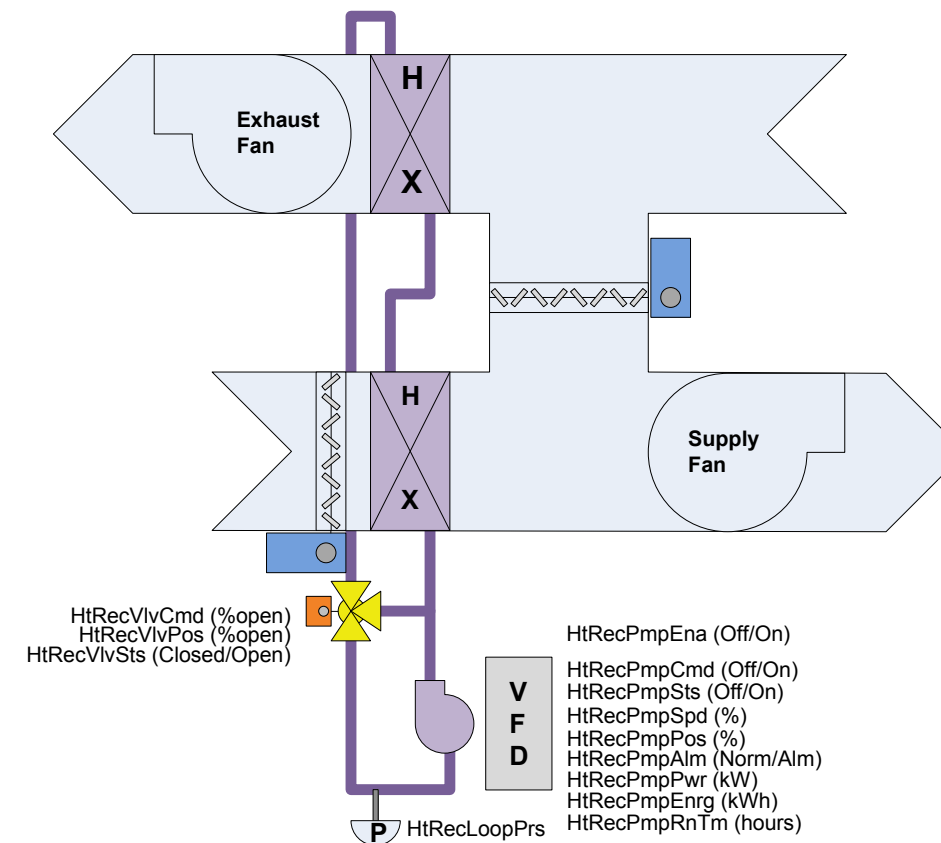 H
X
Exhaust
Fan
H
X
Supply
Fan
HtRecVlvCmd (%open)
HtRecVlvPos (%open)
HtRecVlvSts (Closed/Open)
V
F
D
HtRecPmpEna (Off/On)
HtRecPmpCmd (Off/On)
HtRecPmpSts (Off/On)
HtRecPmpSpd (%)
HtRecPmpPos (%)
HtRecPmpAlm (Norm/Alm)
HtRecPmpPwr (kW)
HtRecPmpEnrg (kWh)
HtRecPmpRnTm (hours)
P
HtRecLoopPrs